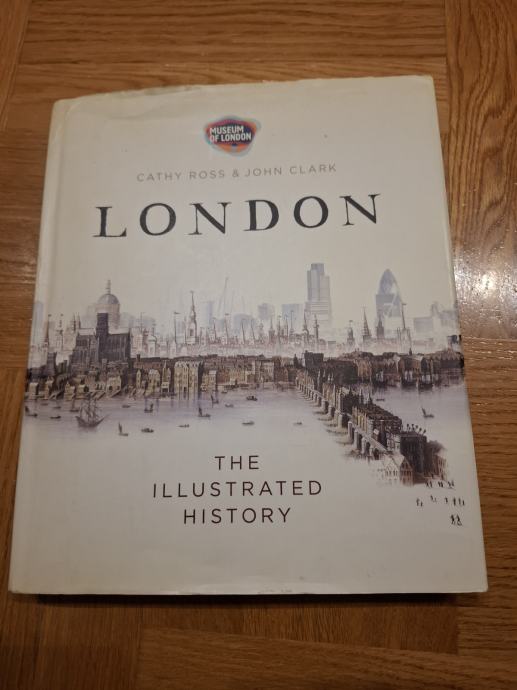 MUSEUM
OF LONDON
CATHY ROSS & JOHN CLARK
LONDON
THE
ILLUSTRATED
HISTORY